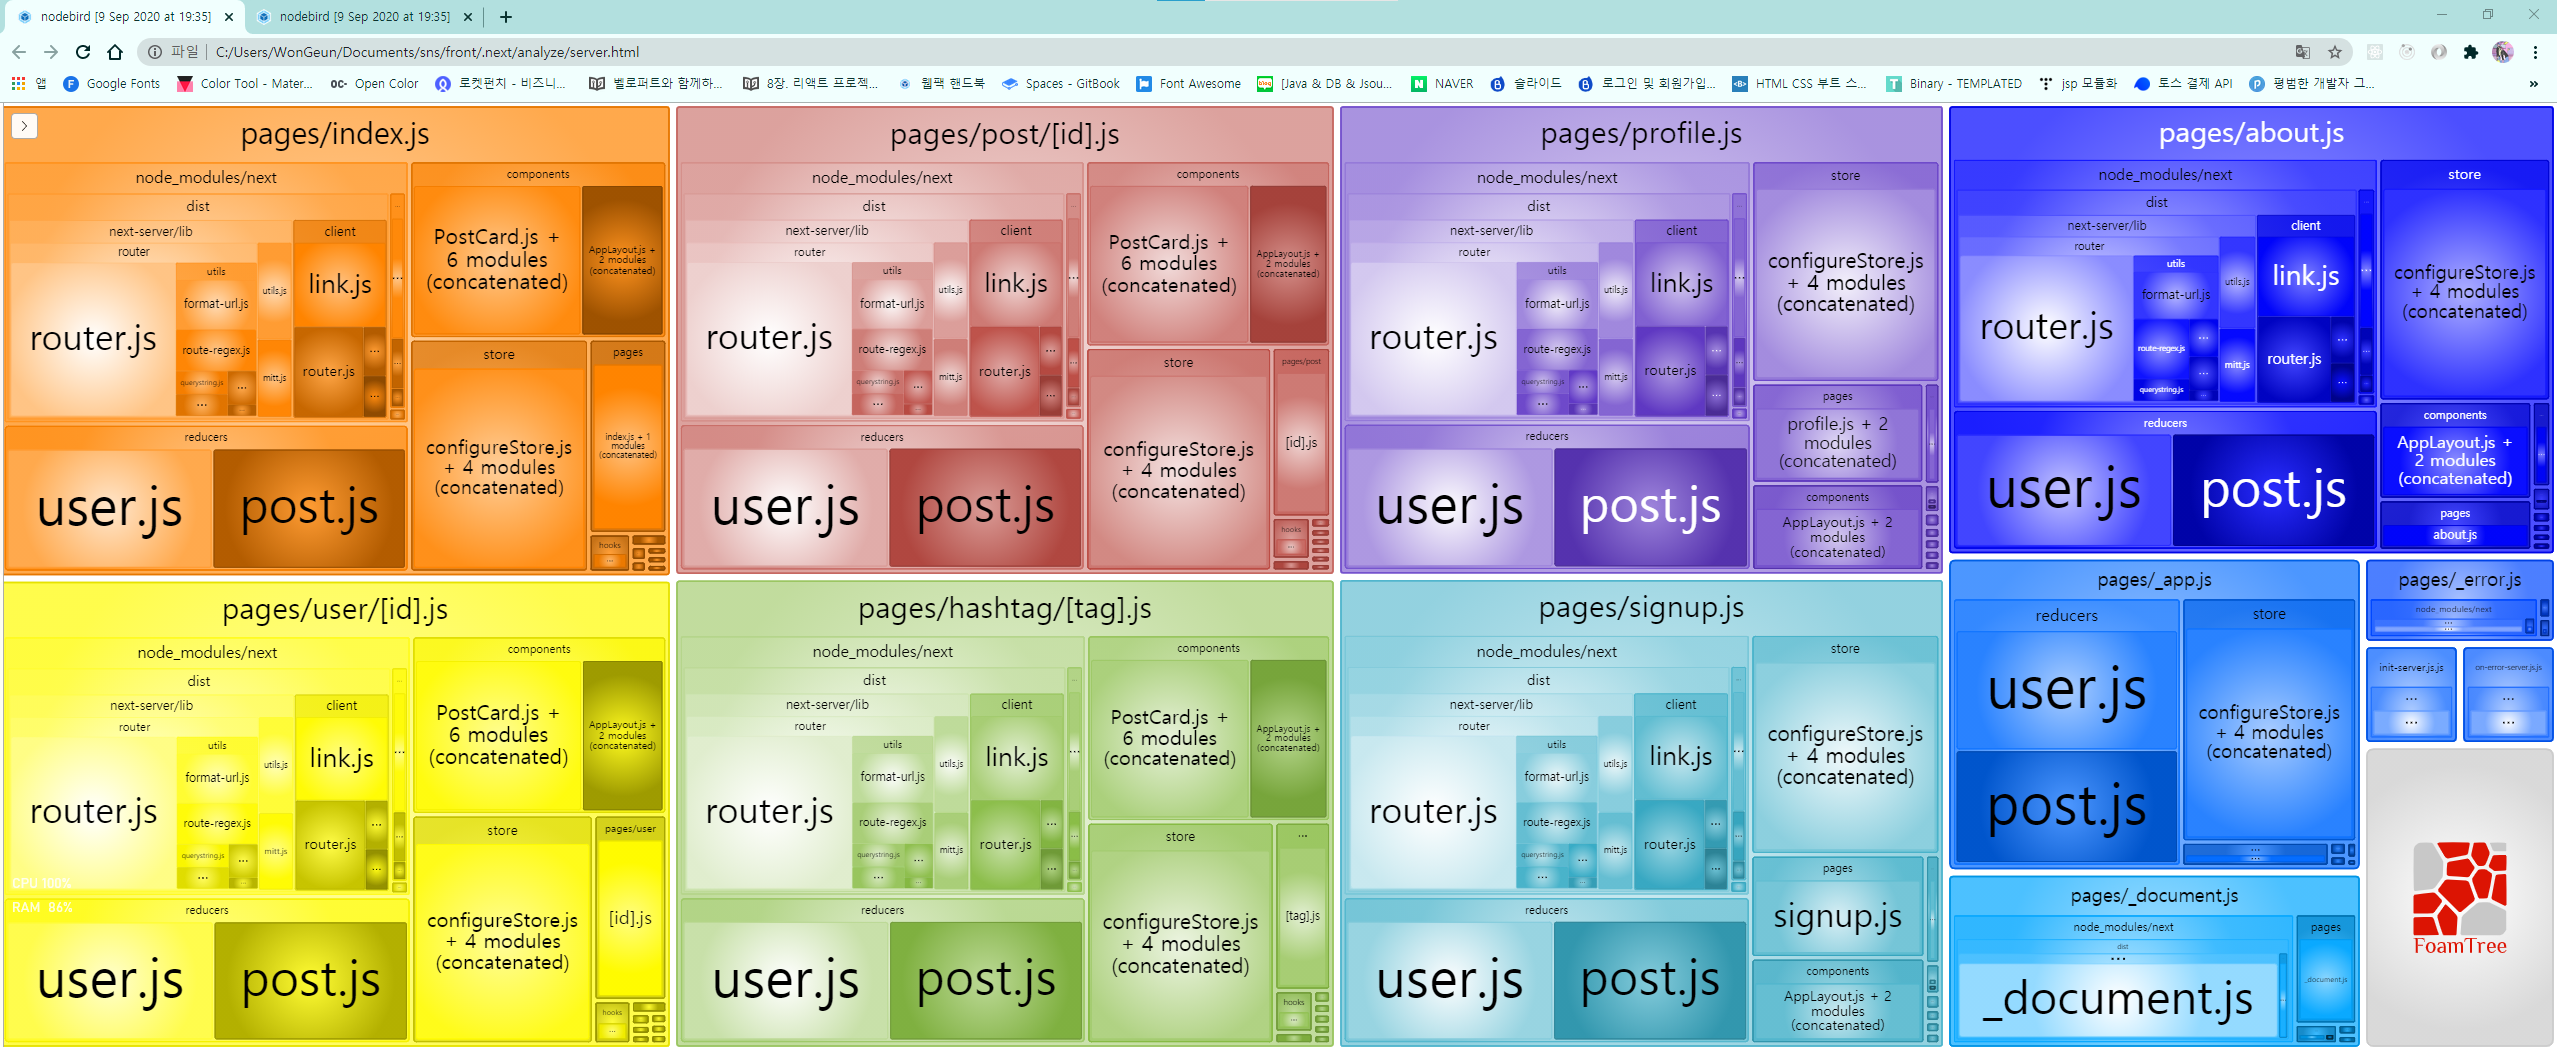 nodebird [9 Sep 2020 at 19:35]
nodebird [9 Sep 2020 at 19:35]
파일
C:/Users/WonGeun/Documents/sns/front/.next/analyze/server.html
앱
Google Fonts
Color Tool - Mater...
Open Color
로켓펀치 - 비즈니...
벨로퍼트와 함께하...
8장. 리액트 프로젝...
웹팩 핸드북
Spaces - GitBook
Font Awesome
[Java & DB & Jsou...
NAVER
슬라이드
로그인 및 회원가입...
HTML CSS 부트 스...
Binary - TEMPLATED
jsp 모듈화
토스 결제 API
평범한 개발자 그...
pages/index.js
node_modules/next
dist
next-server/lib
router
router.js
utils
format-url.js
route-regex.js
querystring.js
...
...
utils.js
mitt.js
client
link.js
router.js
...
...
...
reducers
user.js
post.js
components
PostCard.js +
6 modules
(concatenated)
AppLayout.js +
2 modules
(concatenated)
store
configureStore.js
+ 4 modules
(concatenated)
pages
index.js + 1
modules
(concatenated)
hooks
...
pages/post/[id].js
node_modules/next
dist
next-server/lib
router
router.js
utils
format-url.js
route-regex.js
querystring.js
...
...
utils.js
mitt.js
client
link.js
router.js
...
...
...
reducers
user.js
post.js
components
PostCard.js +
6 modules
(concatenated)
AppLayout.js +
2 modules
(concatenated)
store
configureStore.js
+ 4 modules
(concatenated)
pages/post
[id].js
hooks
...
pages/profile.js
node_modules/next
dist
next-server/lib
router
router.js
utils
format-url.js
route-regex.js
querystring.js
...
...
utils.js
mitt.js
client
link.js
router.js
...
...
...
reducers
user.js
post.js
store
configureStore.js
+ 4 modules
(concatenated)
pages
profile.js + 2
modules
(concatenated)
components
AppLayout.js + 2
modules
(concatenated)
pages/about.js
node_modules/next
dist
next-server/lib
router
router.js
utils
format-url.js
route-regex.js
querystring.js
...
...
utils.js
mitt.js
client
link.js
router.js
...
...
...
reducers
user.js
post.js
store
configureStore.js
+ 4 modules
(concatenated)
components
AppLayout.js +
2 modules
(concatenated)
pages
about.js
pages/user/[id].js
node_modules/next
dist
next-server/lib
router
router.js
utils
format-url.js
route-regex.js
querystring.js
...
...
utils.js
mitt.js
client
link.js
router.js
...
...
...
CPU 100%
RAM 86%
reducers
user.js
post.js
components
PostCard.js +
6 modules
(concatenated)
AppLayout.js +
2 modules
(concatenated)
store
configureStore.js
+ 4 modules
(concatenated)
pages/user
[id].js
hooks
...
pages/hashtag/[tag].js
node_modules/next
dist
next-server/lib
router
router.js
utils
format-url.js
route-regex.js
querystring.js
...
...
utils.js
mitt.js
client
link.js
router.js
...
...
...
reducers
user.js
post.js
components
PostCard.js +
6 modules
(concatenated)
AppLayout.js +
2 modules
(concatenated)
store
configureStore.js
+ 4 modules
(concatenated)
...
[tag].js
hooks
...
pages/signup.js
node_modules/next
dist
next-server/lib
router
router.js
utils
format-url.js
route-regex.js
querystring.js
...
...
utils.js
mitt.js
client
link.js
router.js
...
...
...
reducers
user.js
post.js
store
configureStore.js
+ 4 modules
(concatenated)
pages
signup.js
components
AppLayout.js + 2
modules
(concatenated)
pages/_app.js
reducers
user.js
post.js
store
configureStore.js
+ 4 modules
(concatenated)
...
...
pages/_error.js
node_modules/next
...
...
init-server.js.js
...
...
on-error-server.js.js
...
...
pages/_document.js
node_modules/next
dist
...
_document.js
pages
_document.js
FoamTree